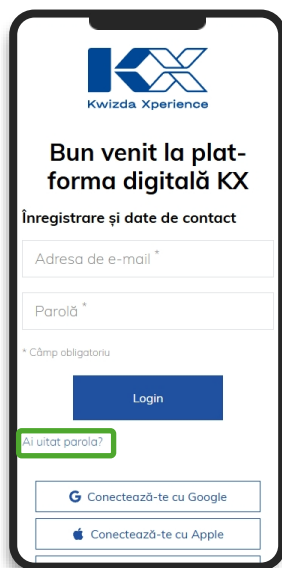 KX
Kwizda Xperience
Bun venit la plat-
forma digitală KX
Înregistrare și date de contact
Adresa de e-mail *
Parolă *
* Câmp obligatoriu
Login
Ai uitat parola?
G Conectează-te cu Google
Conectează-te cu Apple